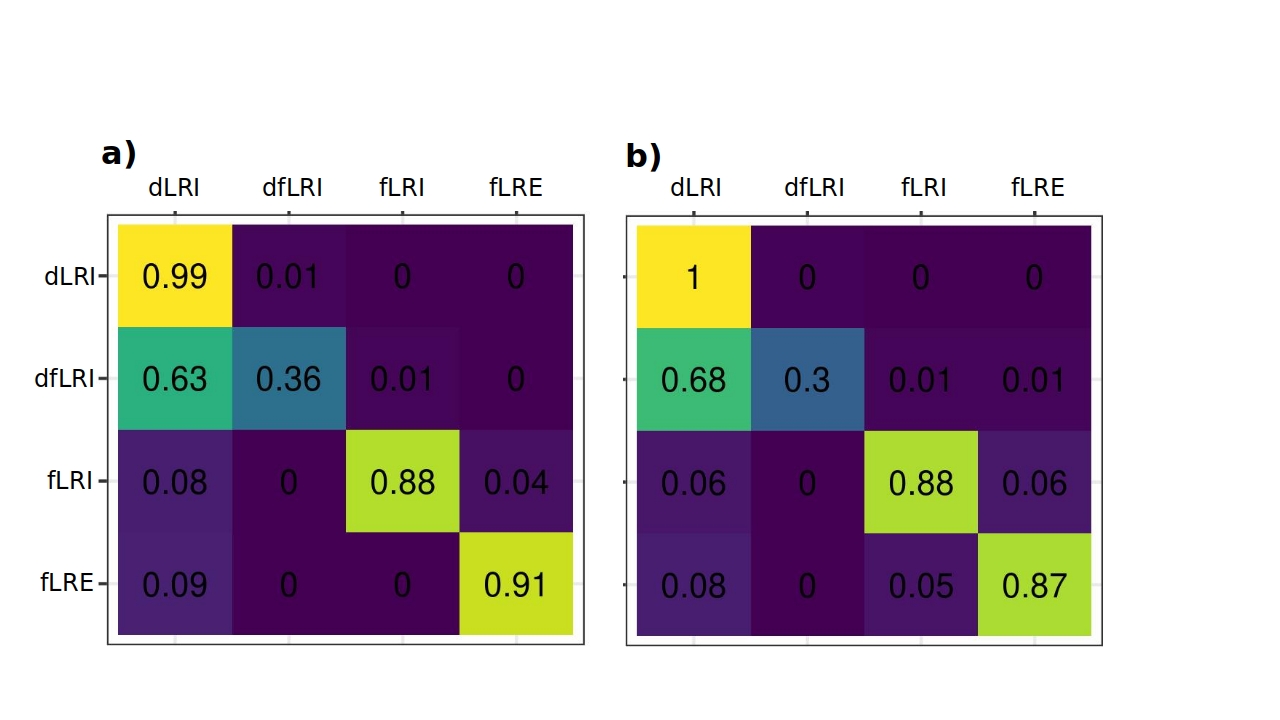 a)
dLRI dfLRI fLRI fLRE
dLRI 0.99 0.01 0 0
dfLRI 0.63 0.36 0.01 0
fLRI 0.08 0 0.88 0.04
fLRE 0.09 0 0 0.91
b)
dLRI dfLRI fLRI fLRE
1 0 0 0
0.68 0.3 0.01 0.01
0.06 0 0.88 0.06
0.08 0 0.05 0.87